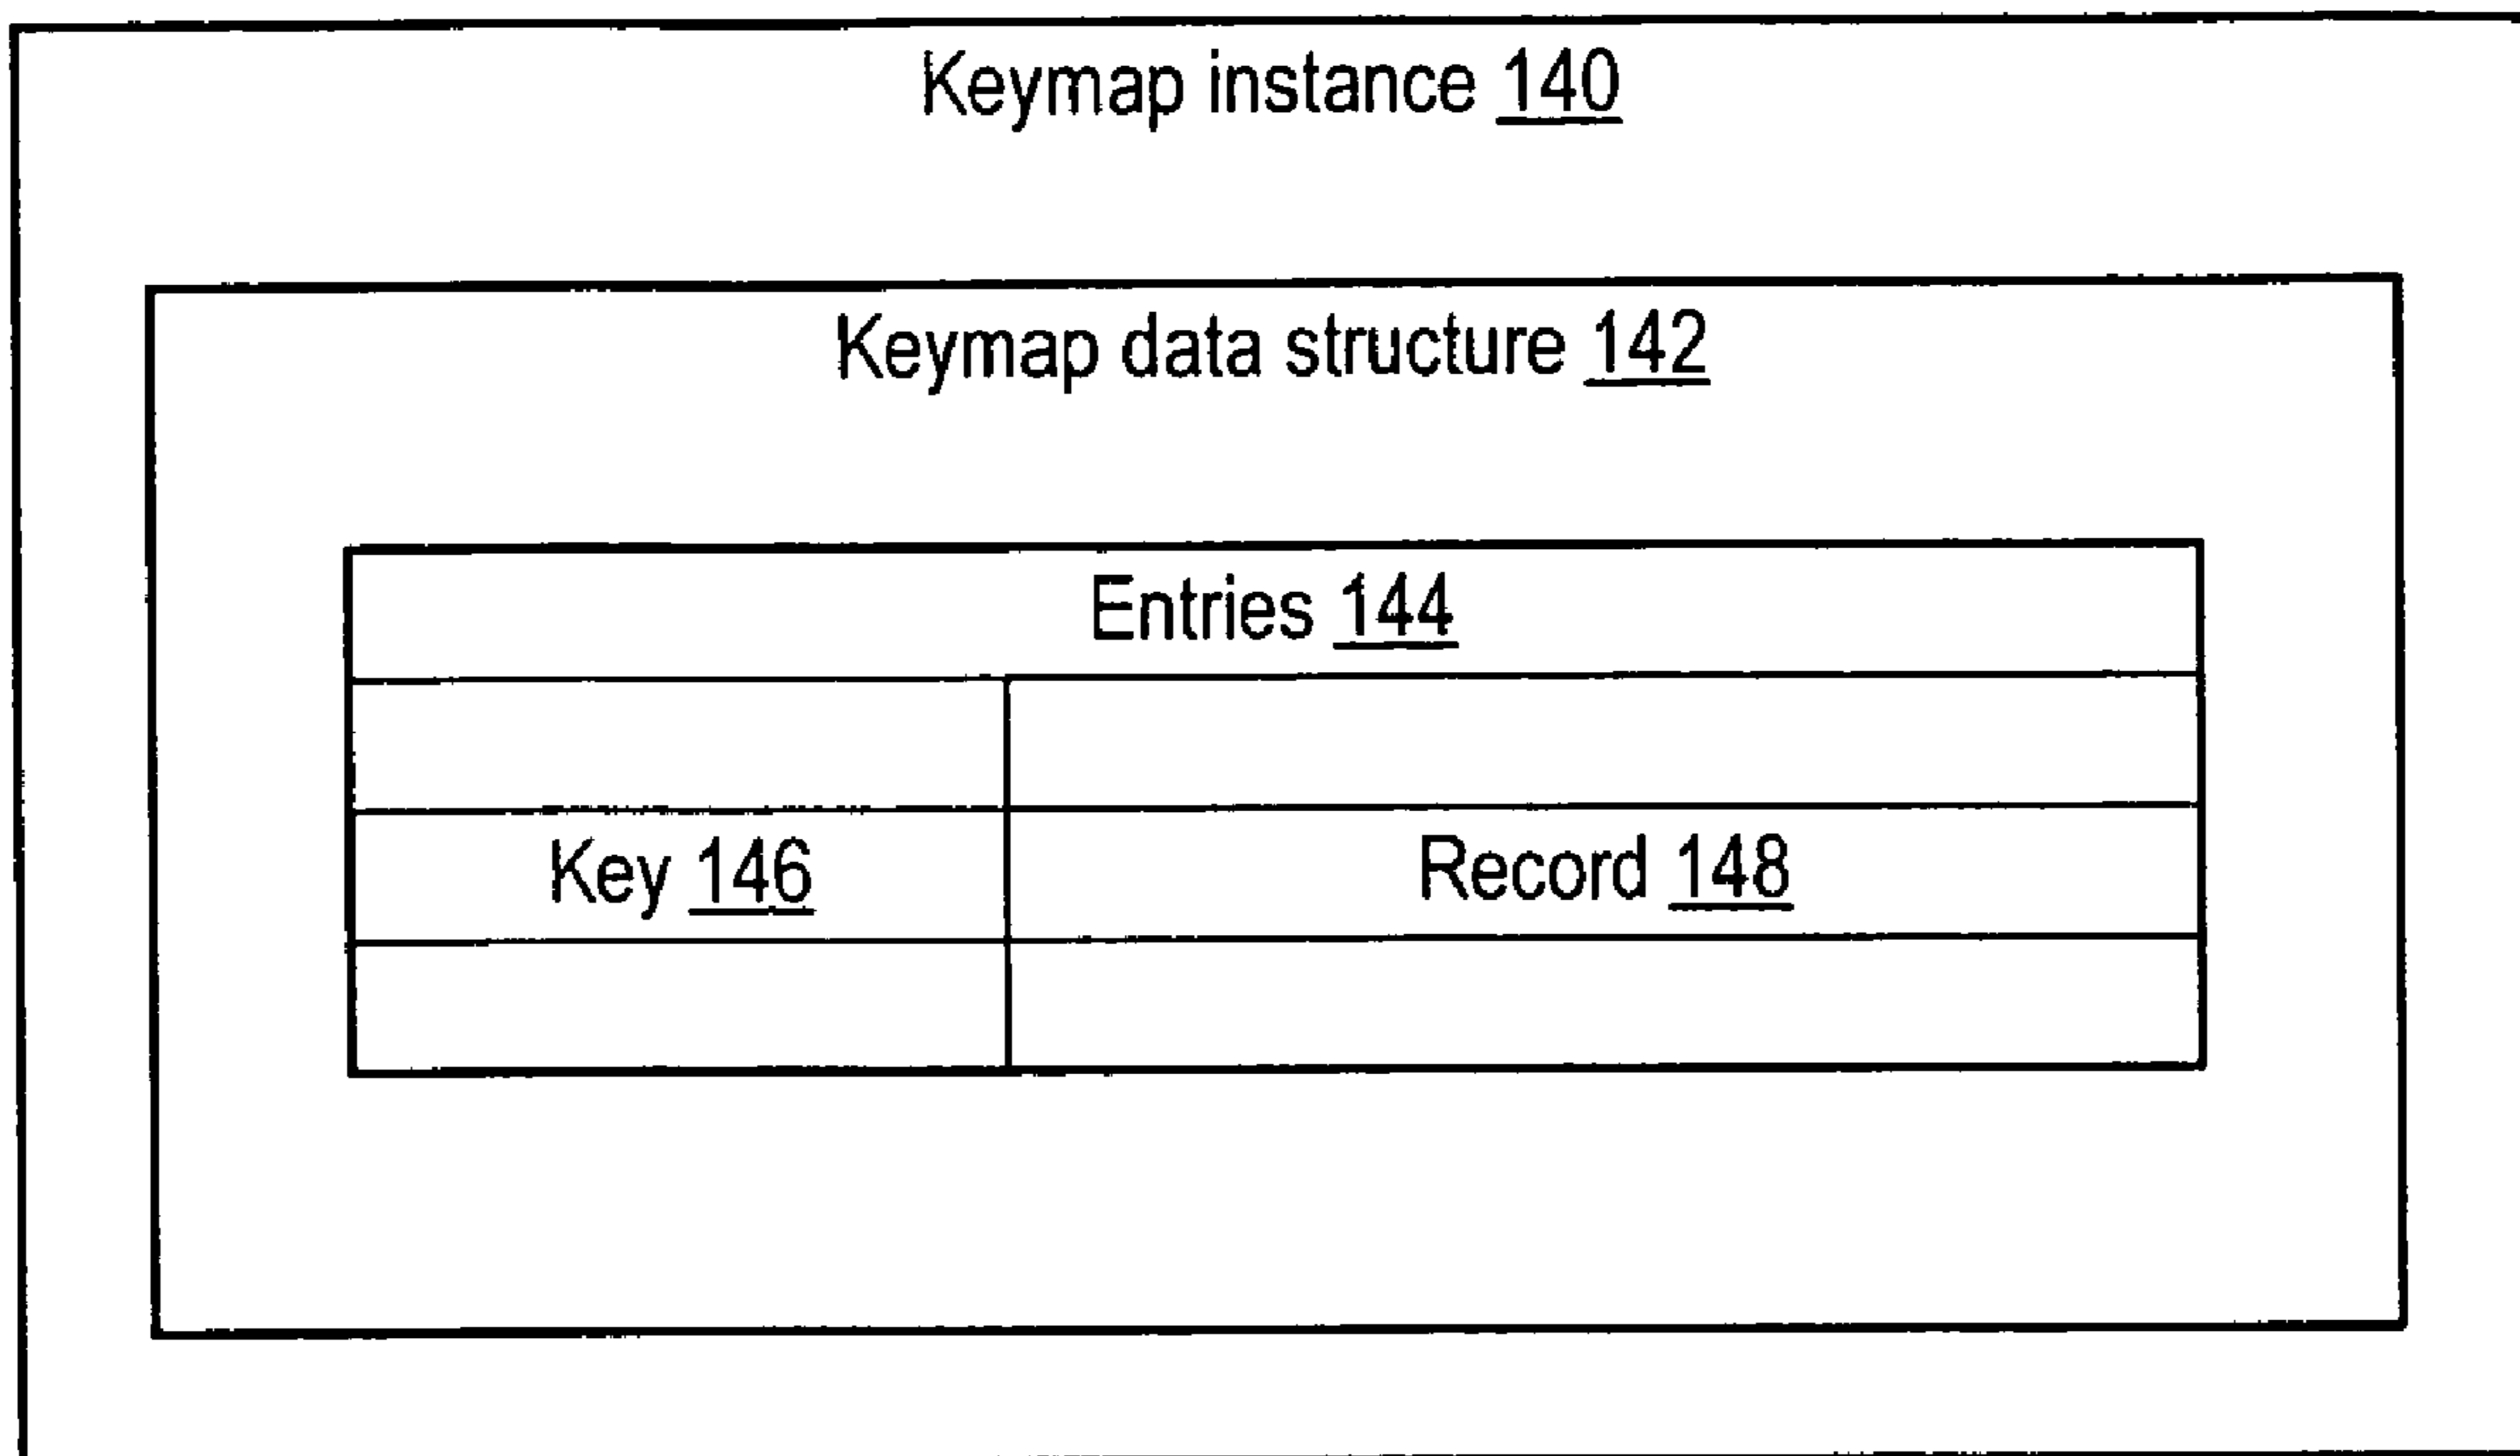 Keymap instance 140
Keymap data structure 142
Entries 144
Key 146
Record 148